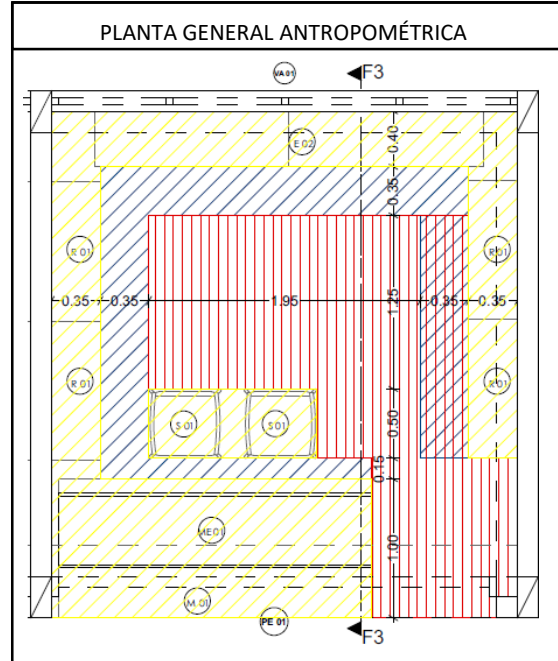 PLANTA GENERAL ANTROPOMÉTRICA
VA 01
F3
E 02
0.40
0.35
R 01
R 01
0.35
0.35
1.95
0.35
0.35
1.25
R 01
R 01
S 01
S 01
0.50
0.15
ME 01
1.00
M. 01
PE 01
F3